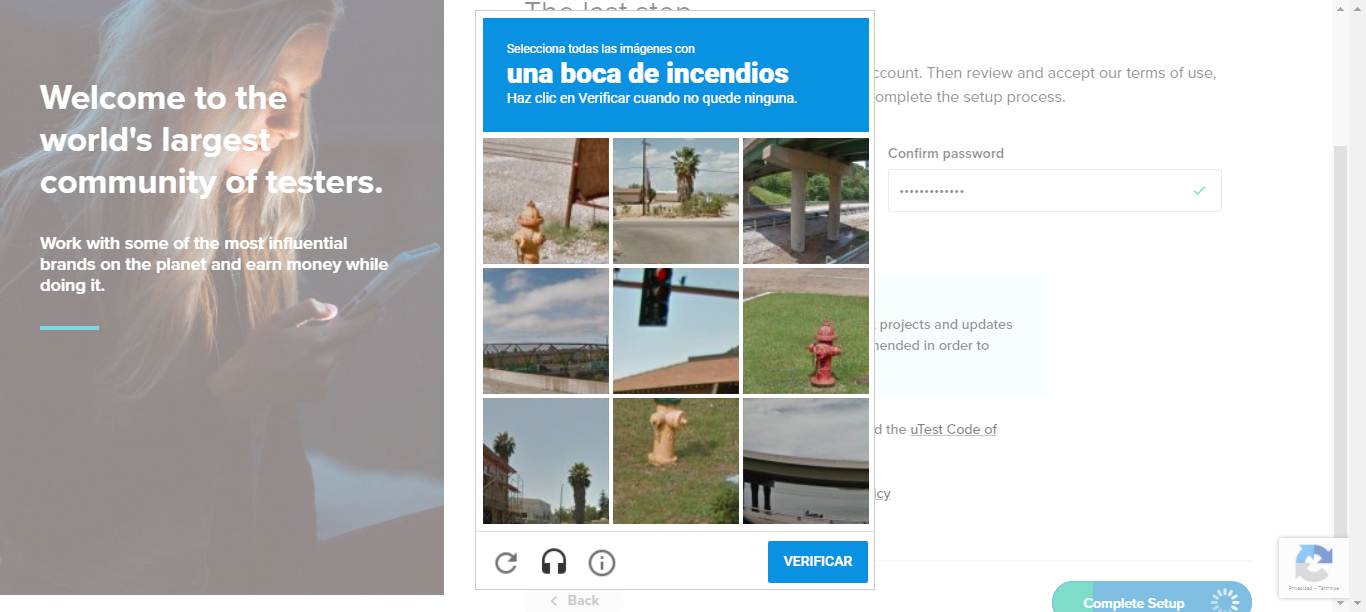 Welcome to the
world's largest
community of testers.
Work with some of the most influential
brands on the planet and earn money while
doing it.
The last step
Selecciona todas las imágenes con
una boca de incendios
Haz clic en Verificar cuando no quede ninguna.
VERIFICAR
ccount. Then review and accept our terms of use,
omplete the setup process.
Confirm password
projects and updates
nended in order to
d the uTest Code of
icy
Back
Complete Setup
Privacidad - Términos